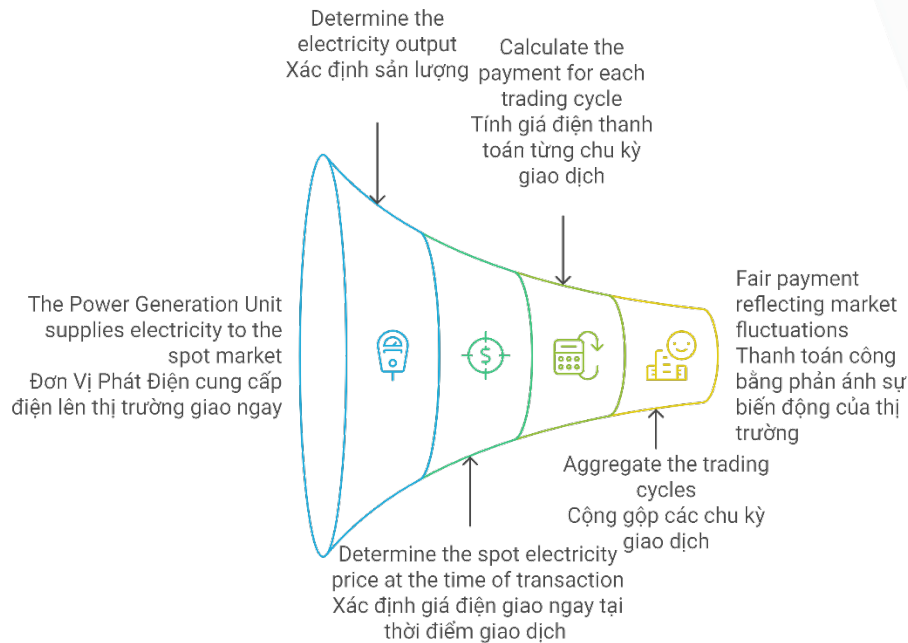 Determine the
electricity output
Xác định sản lượng
Calculate the
payment for each
trading cycle
Tính giá điện thanh
toán từng chu kỳ
giao dịch
The Power Generation Unit
supplies electricity to the
spot market
Đơn Vị Phát Điện cung cấp
điện lên thị trường giao ngay
$
Fair payment
reflecting market
fluctuations
Thanh toán công
bằng phản ánh sự
biến động của thị
trường
Aggregate the trading
cycles
Cộng gộp các chu kỳ
giao dịch
Determine the spot electricity
price at the time of transaction
Xác định giá điện giao ngay tại
thời điểm giao dịch